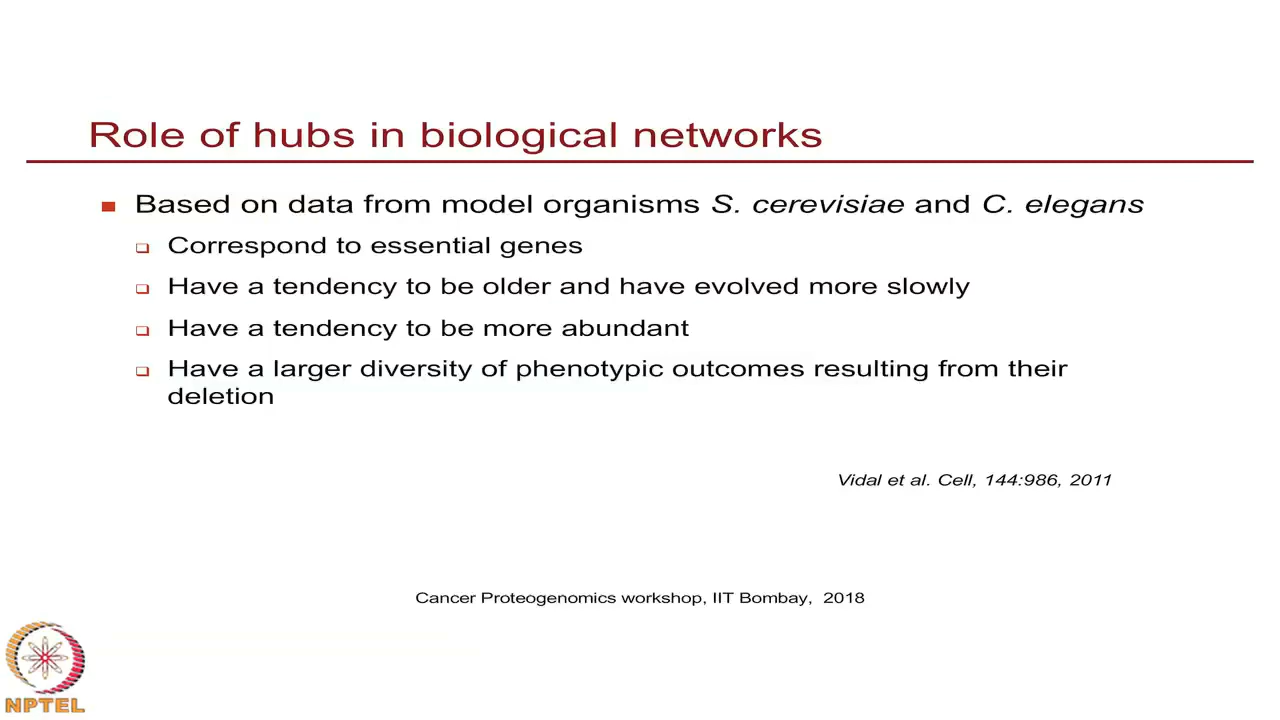 Role of hubs in biological networks
Based on data from model organisms S. cerevisiae and C. elegans
Correspond to essential genes
Have a tendency to be older and have evolved more slowly
Have a tendency to be more abundant
Have a larger diversity of phenotypic outcomes resulting from their
deletion
Vidal et al. Cell, 144:986, 2011
Cancer Proteogenomics workshop, IIT Bombay, 2018
NPTEL